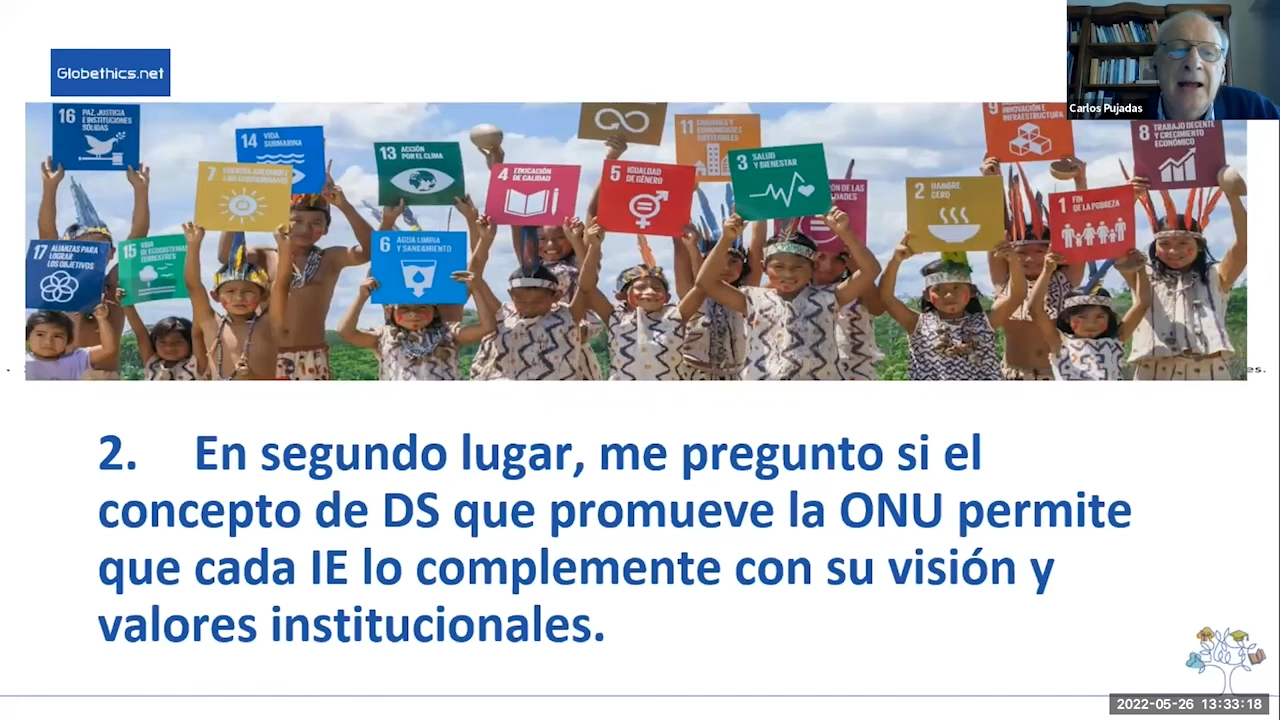 Globethics.net
Carlos Pujadas
16 PAZ, JUSTICIA
E INSTITUCIONES
SÓLIDAS
14 VIDA
SUBMARINA
13 ACCIÓN
POR EL CLIMA
7
4 EDUCACIÓN
DE CALIDAD
5 IGUALDAD
DE GÉNERO
11 CIUDADES Y
COMUNIDADES
SOSTENIBLES
3 SALUD
Y BIENESTAR
9
INFRAESTRUCTURA
8 TRABAJO DECENTE
Y CRECIMIENTO
ECONÓMICO
2 HAMBRE
CERO
1 FIN
DE LA POBREZA
17 ALIANZAS PARA
LOGRAR
LOS OBJETIVOS
15 VIDA
DE ECOSISTEMAS
TERRESTRES
6 AGUA LIMPIA
Y SANEAMIENTO
es.
2. En segundo lugar, me pregunto si el
concepto de DS que promueve la ONU permite
que cada IE lo complemente con su visión y
valores institucionales.
2022-05-26 13:33:18